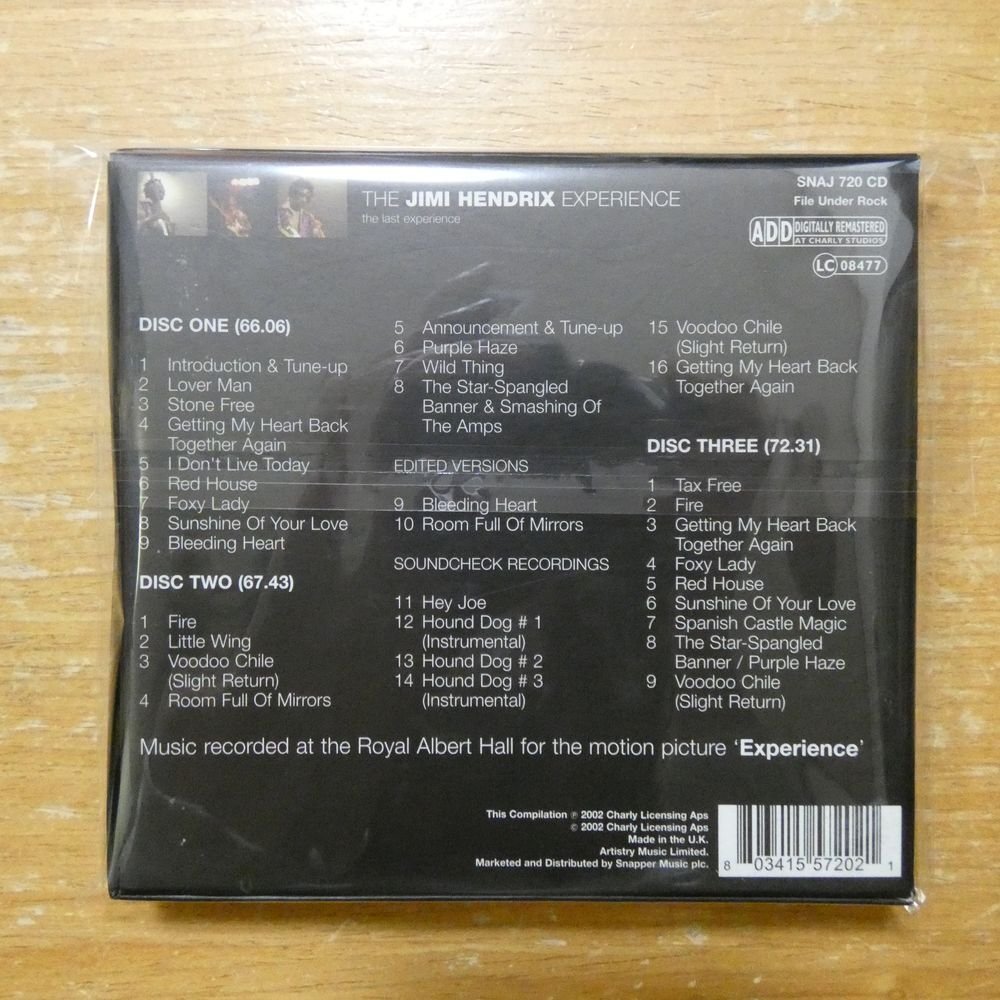 THE JIMI HENDRIX EXPERIENCE
the last experience
SNAJ 720 CD
File Under Rock
ADD DIGITALLY REMASTERED
AT CHARLY STUDIOS
LC 08477
DISC ONE (66.06)
1 Introduction & Tune-up
2 Lover Man
3 Stone Free
4 Getting My Heart Back
Together Again
5 I Don't Live Today
6 Red House
7 Foxy Lady
8 Sunshine Of Your Love
9 Bleeding Heart
DISC TWO (67.43)
1 Fire
2 Little Wing
3 Voodoo Chile
(Slight Return)
4 Room Full Of Mirrors
5 Announcement & Tune-up
6 Purple Haze
7 Wild Thing
8 The Star-Spangled
Banner & Smashing Of
The Amps
EDITED VERSIONS
9 Bleeding Heart
10 Room Full Of Mirrors
SOUNDCHECK RECORDINGS
11 Hey Joe
12 Hound Dog # 1
(Instrumental)
13 Hound Dog # 2
14 Hound Dog # 3
(Instrumental)
15 Voodoo Chile
(Slight Return)
16 Getting My Heart Back
Together Again
DISC THREE (72.31)
1 Tax Free
2 Fire
3 Getting My Heart Back
Together Again
4 Foxy Lady
5 Red House
6 Sunshine Of Your Love
7 Spanish Castle Magic
8 The Star-Spangled
Banner / Purple Haze
9 Voodoo Chile
(Slight Return)
Music recorded at the Royal Albert Hall for the motion picture 'Experience'
This Compilation ℗ 2002 Charly Licensing Aps
© 2002 Charly Licensing Aps
Made in the U.K.
Artistry Music Limited.
Marketed and Distributed by Snapper Music plc.
8 03415 57202 1